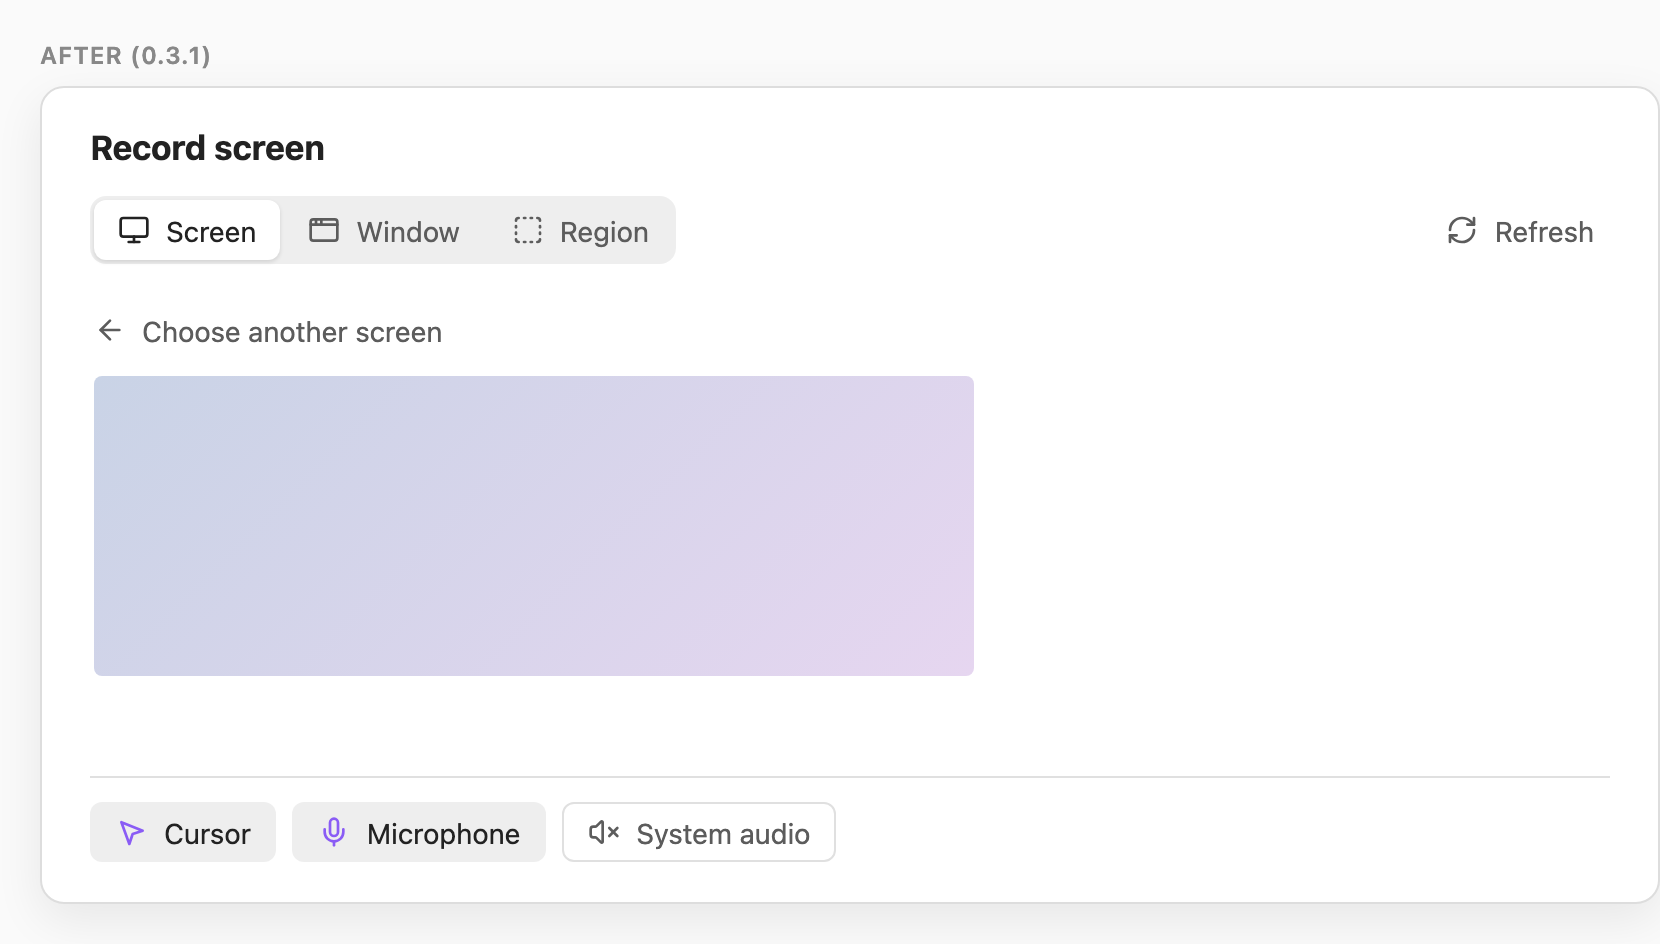 AFTER (0.3.1)
Record screen
Screen Window Region Refresh
Choose another screen
Cursor Microphone System audio